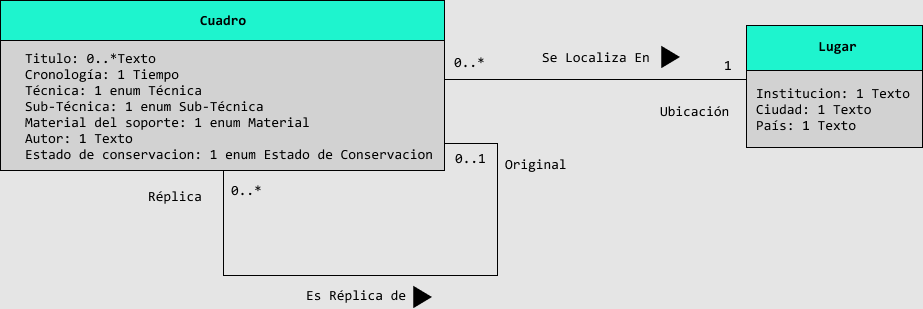 Cuadro
Titulo: 0..*Texto
Cronología: 1 Tiempo
Técnica: 1 enum Técnica
Sub-Técnica: 1 enum Sub-Técnica
Material del soporte: 1 enum Material
Autor: 1 Texto
Estado de conservacion: 1 enum Estado de Conservacion
0..*
Se Localiza En
1
Ubicación
Lugar
Institucion: 1 Texto
Ciudad: 1 Texto
País: 1 Texto
0..1
Original
Réplica
0..*
Es Réplica de